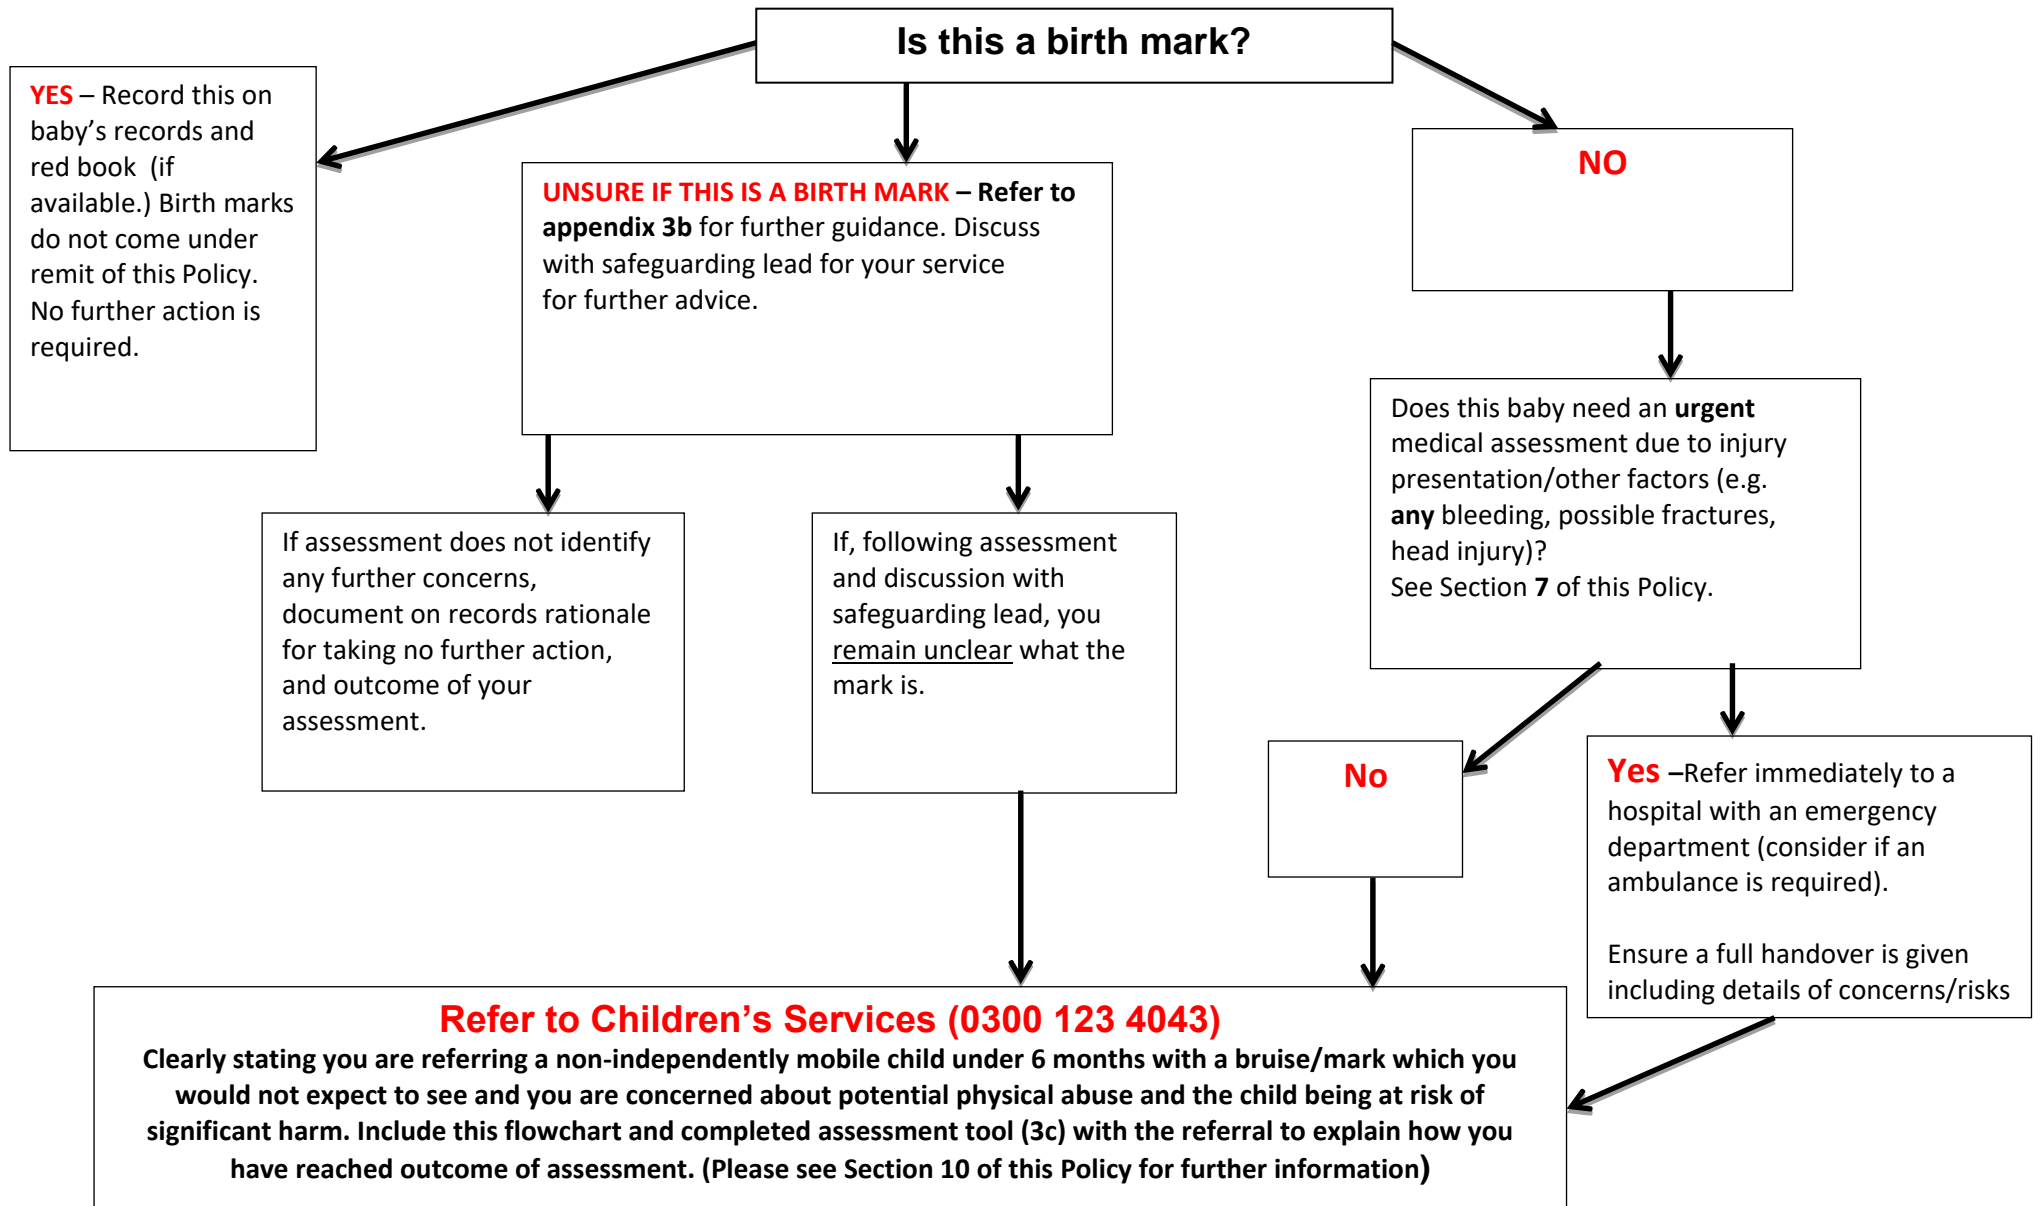 Is this a birth mark?
YES – Record this on
baby’s records and
red book  (if
available.) Birth marks
do not come under
remit of this Policy.
No further action is
required.
UNSURE IF THIS IS A BIRTH MARK – Refer to
appendix 3b for further guidance. Discuss
with safeguarding lead for your service
for further advice.
NO
If assessment does not identify
any further concerns,
document on records rationale
for taking no further action,
and outcome of your
assessment.
If, following assessment
and discussion with
safeguarding lead, you
remain unclear what the
mark is.
Does this baby need an urgent
medical assessment due to injury
presentation/other factors (e.g.
any bleeding, possible fractures,
head injury)?
See Section 7 of this Policy.
No
Yes –Refer immediately to a
hospital with an emergency
department (consider if an
ambulance is required).
Ensure a full handover is given
including details of concerns/risks
Refer to Children’s Services (0300 123 4043)
Clearly stating you are referring a non-independently mobile child under 6 months with a bruise/mark which you
would not expect to see and you are concerned about potential physical abuse and the child being at risk of
significant harm. Include this flowchart and completed assessment tool (3c) with the referral to explain how you
have reached outcome of assessment. (Please see Section 10 of this Policy for further information)